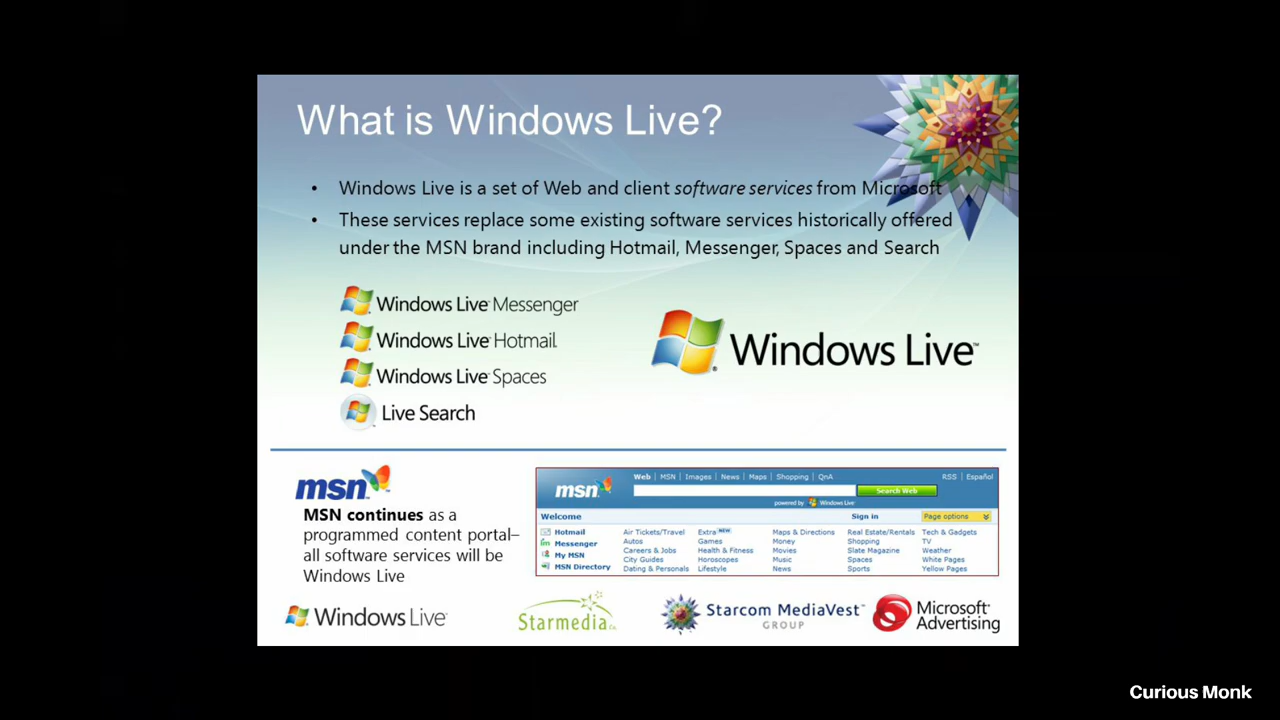 What is Windows Live?
• Windows Live is a set of Web and client software services from Microsoft
• These services replace some existing software services historically offered
under the MSN brand including Hotmail, Messenger, Spaces and Search
Windows Live Messenger
Windows Live Hotmail
Windows Live Spaces
Live Search
Windows Live™
msn
MSN continues as a
programmed content portal–
all software services will be
Windows Live
msn
Web | MSN | Images | News | Maps | Shopping | QnA
RSS | Español
Search Web
powered by Windows Live
Welcome
Sign in
Page options
Hotmail
Messenger
My MSN
MSN Directory
Air Tickets/Travel
Autos
Careers & Jobs
City Guides
Dating & Personals
Extra NEW
Games
Health & Fitness
Horoscopes
Lifestyle
Maps & Directions
Money
Movies
Music
News
Real Estate/Rentals
Shopping
Slate Magazine
Spaces
Sports
Tech & Gadgets
TV
Weather
White Pages
Yellow Pages
Windows Live
Starmedia Co.
Starcom MediaVest™
GROUP
Microsoft®
Advertising
Curious Monk